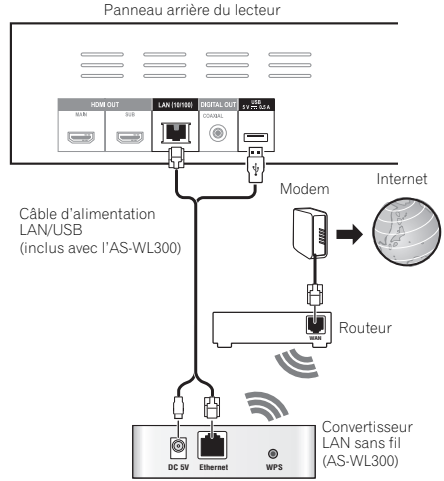 Panneau arrière du lecteur
HDMI OUT
MAIN
SUB
LAN (10/100)
DIGITAL OUT
COAXIAL
USB
5 V ⎓ 0.5 A
Modem
Internet
Câble d'alimentation
LAN/USB
(inclus avec l'AS-WL300)
WAN
Routeur
DC 5V
Ethernet
WPS
Convertisseur
LAN sans fil
(AS-WL300)